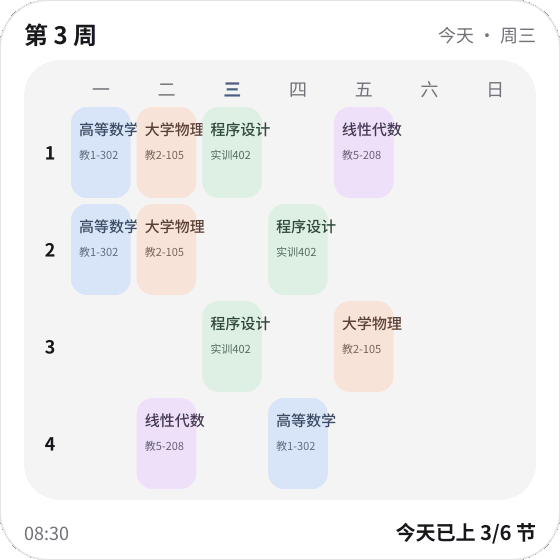 第 3 周
今天 · 周三
一 二 三 四 五 六 日
1
高等数学 大学物理 程序设计 线性代数
教1-302 教2-105 实训402 教5-208
2
高等数学 大学物理 程序设计
教1-302 教2-105 实训402
3
程序设计 大学物理
实训402 教2-105
4
线性代数 高等数学
教5-208 教1-302
08:30
今天已上 3/6 节